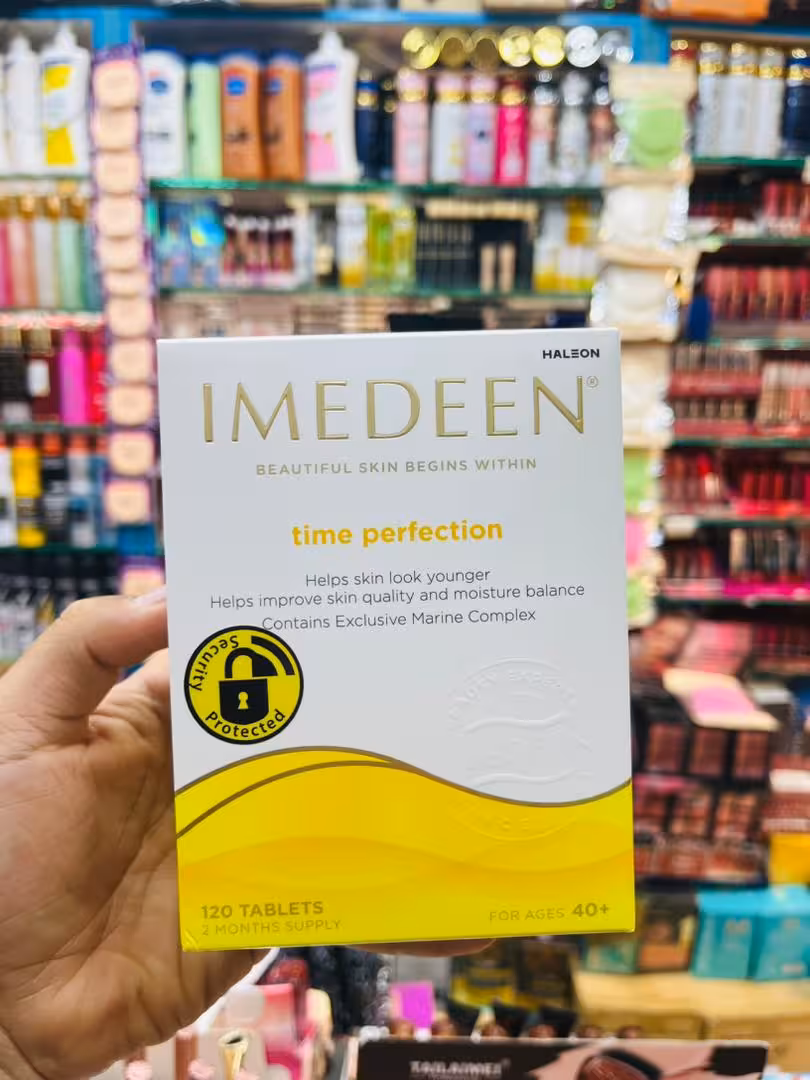 HALEON
IMEDEEN®
BEAUTIFUL SKIN BEGINS WITHIN
time perfection
Helps skin look younger
Helps improve skin quality and moisture balance
Contains Exclusive Marine Complex
Security
Protected
120 TABLETS
2 MONTHS SUPPLY
FOR AGES 40+